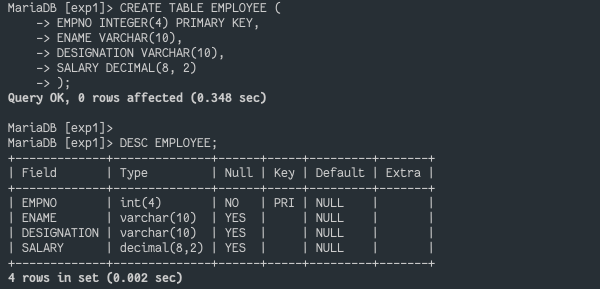 MariaDB [exp1]> CREATE TABLE EMPLOYEE (
    -> EMPNO INTEGER(4) PRIMARY KEY,
    -> ENAME VARCHAR(10),
    -> DESIGNATION VARCHAR(10),
    -> SALARY DECIMAL(8, 2)
    -> );
Query OK, 0 rows affected (0.348 sec)

MariaDB [exp1]>
MariaDB [exp1]> DESC EMPLOYEE;
+-------------+--------------+------+-----+---------+-------+
| Field       | Type         | Null | Key | Default | Extra |
+-------------+--------------+------+-----+---------+-------+
| EMPNO       | int(4)       | NO   | PRI | NULL    |       |
| ENAME       | varchar(10)  | YES  |     | NULL    |       |
| DESIGNATION | varchar(10)  | YES  |     | NULL    |       |
| SALARY      | decimal(8,2) | YES  |     | NULL    |       |
+-------------+--------------+------+-----+---------+-------+
4 rows in set (0.002 sec)